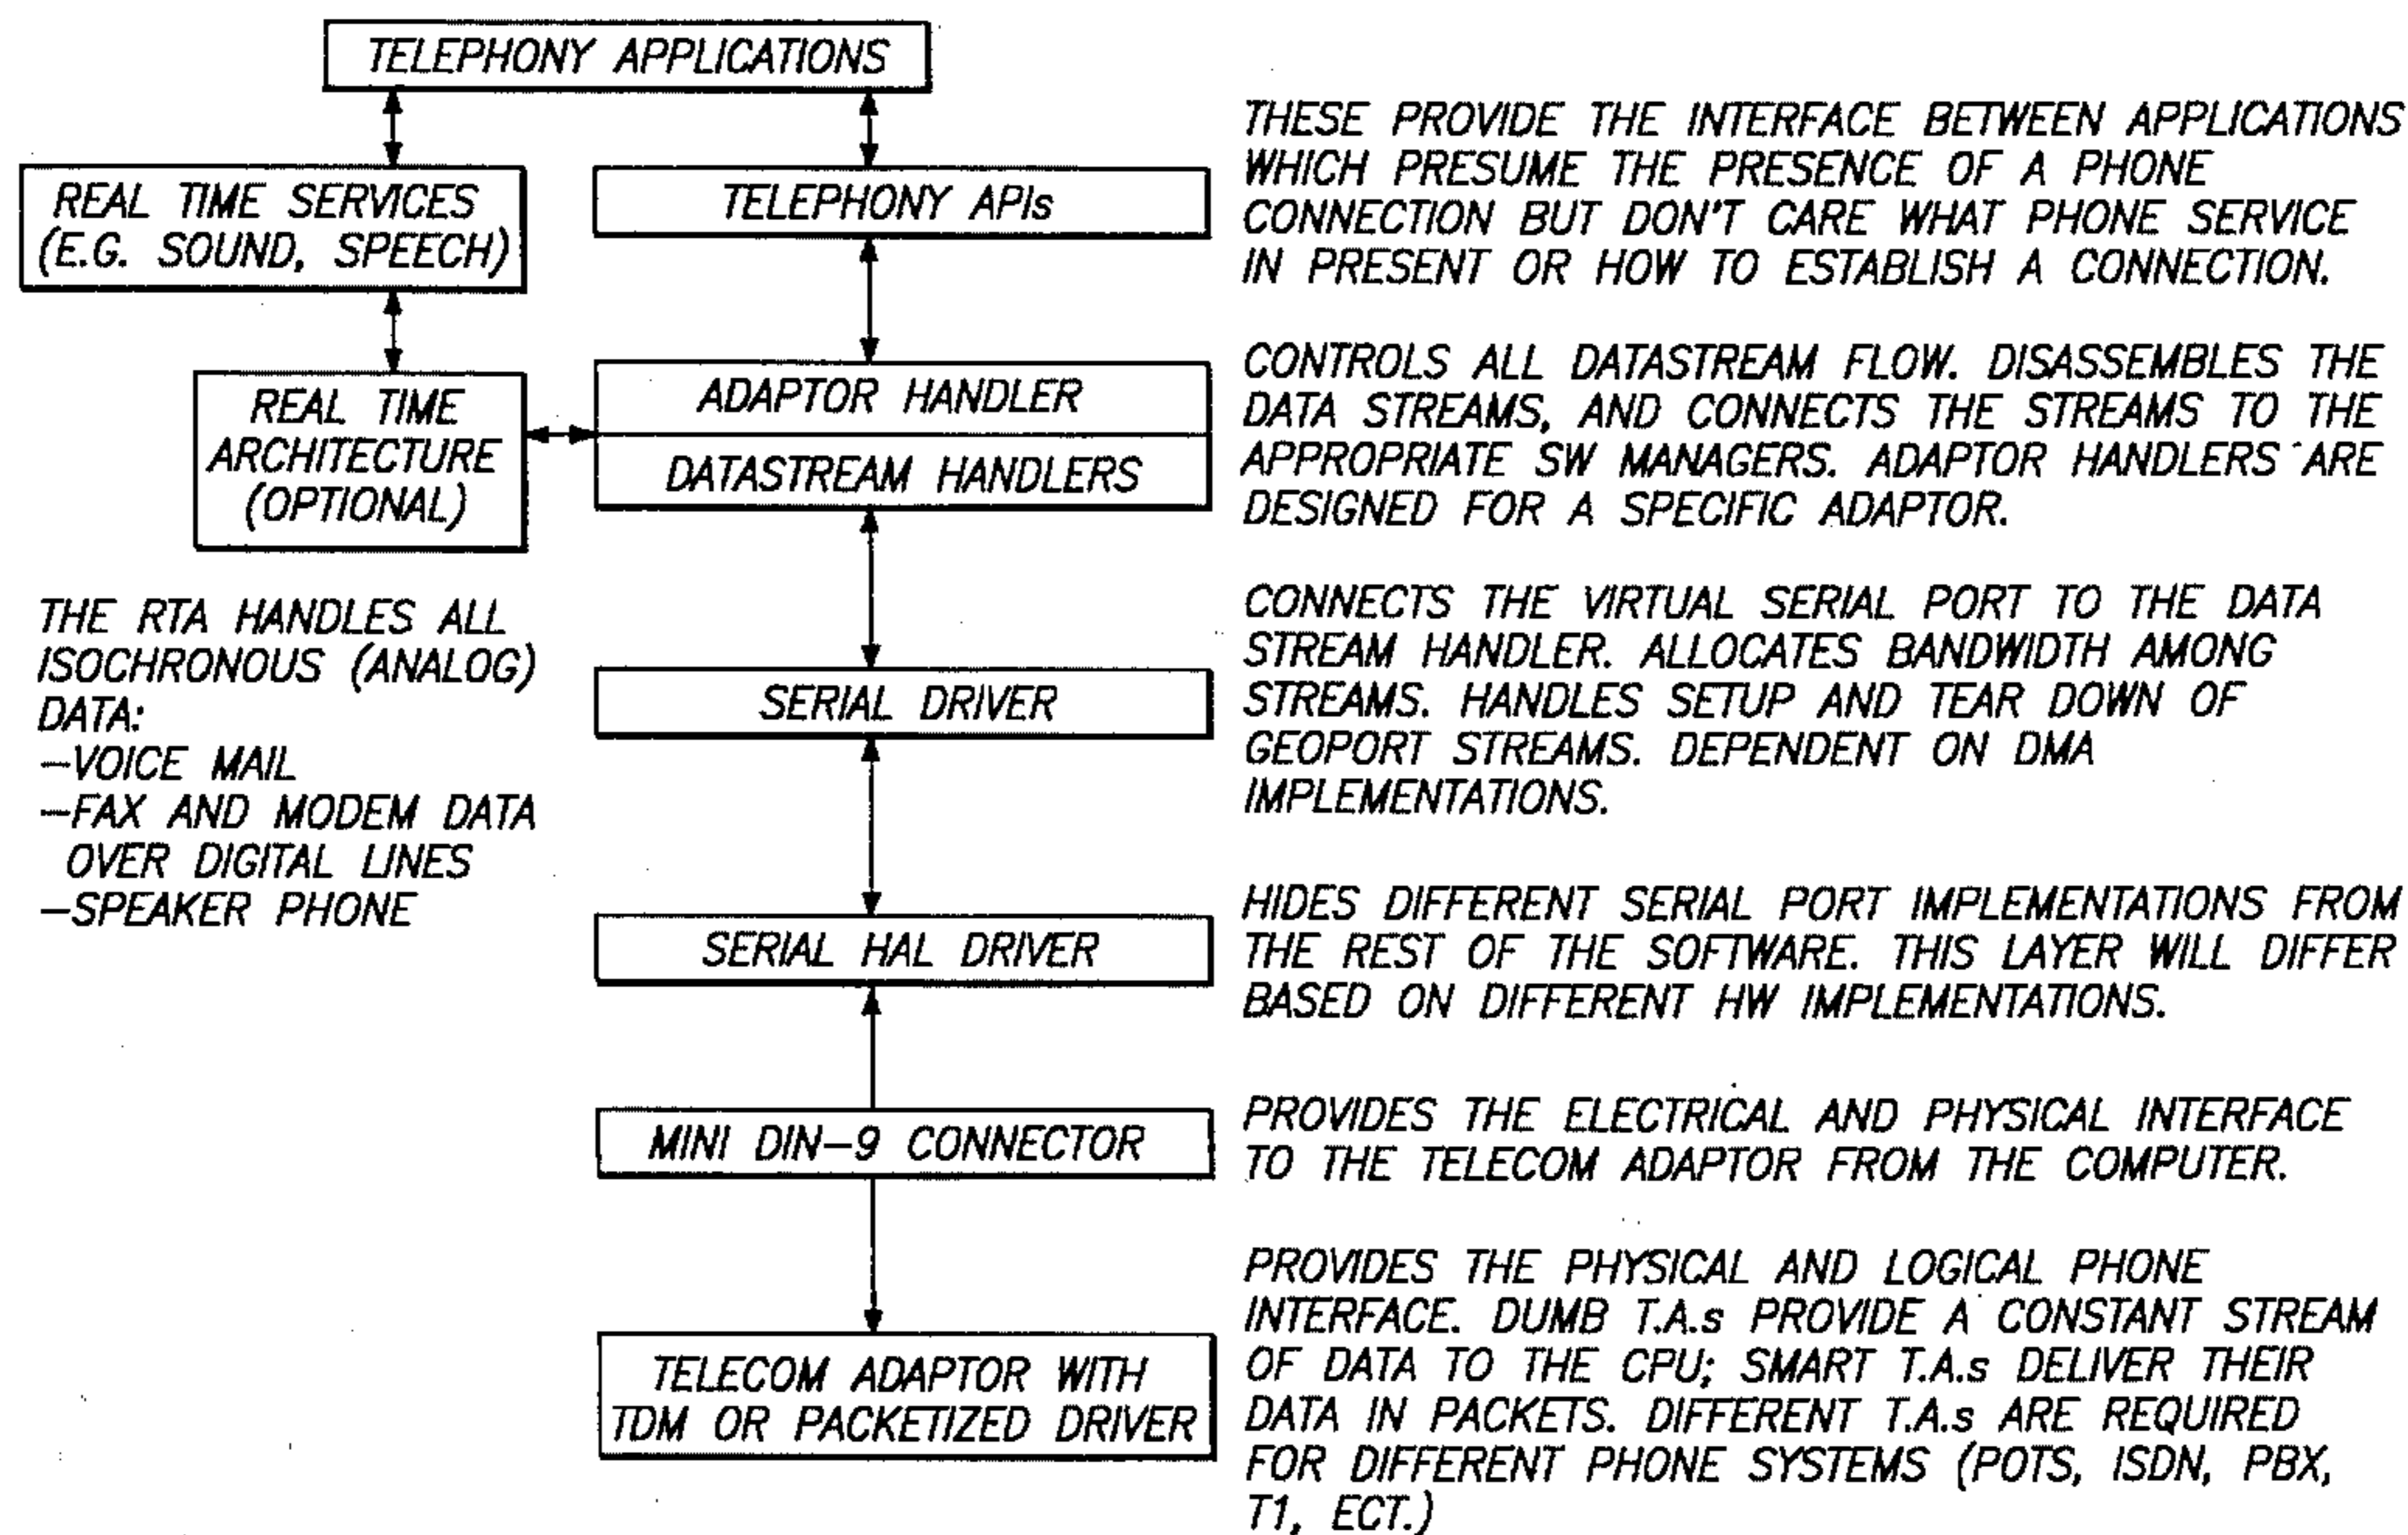 TELEPHONY APPLICATIONS
REAL TIME SERVICES
(E.G. SOUND, SPEECH)
TELEPHONY APIs
THESE PROVIDE THE INTERFACE BETWEEN APPLICATIONS
WHICH PRESUME THE PRESENCE OF A PHONE
CONNECTION BUT DON'T CARE WHAT PHONE SERVICE
IN PRESENT OR HOW TO ESTABLISH A CONNECTION.
REAL TIME
ARCHITECTURE
(OPTIONAL)
ADAPTOR HANDLER
DATASTREAM HANDLERS
CONTROLS ALL DATASTREAM FLOW. DISASSEMBLES THE
DATA STREAMS, AND CONNECTS THE STREAMS TO THE
APPROPRIATE SW MANAGERS. ADAPTOR HANDLERS ARE
DESIGNED FOR A SPECIFIC ADAPTOR.
THE RTA HANDLES ALL
ISOCHRONOUS (ANALOG)
DATA:
–VOICE MAIL
–FAX AND MODEM DATA
OVER DIGITAL LINES
–SPEAKER PHONE
SERIAL DRIVER
CONNECTS THE VIRTUAL SERIAL PORT TO THE DATA
STREAM HANDLER. ALLOCATES BANDWIDTH AMONG
STREAMS. HANDLES SETUP AND TEAR DOWN OF
GEOPORT STREAMS. DEPENDENT ON DMA
IMPLEMENTATIONS.
SERIAL HAL DRIVER
HIDES DIFFERENT SERIAL PORT IMPLEMENTATIONS FROM
THE REST OF THE SOFTWARE. THIS LAYER WILL DIFFER
BASED ON DIFFERENT HW IMPLEMENTATIONS.
MINI DIN–9 CONNECTOR
PROVIDES THE ELECTRICAL AND PHYSICAL INTERFACE
TO THE TELECOM ADAPTOR FROM THE COMPUTER.
TELECOM ADAPTOR WITH
TDM OR PACKETIZED DRIVER
PROVIDES THE PHYSICAL AND LOGICAL PHONE
INTERFACE. DUMB T.A.s PROVIDE A CONSTANT STREAM
OF DATA TO THE CPU; SMART T.A.s DELIVER THEIR
DATA IN PACKETS. DIFFERENT T.A.s ARE REQUIRED
FOR DIFFERENT PHONE SYSTEMS (POTS, ISDN, PBX,
T1, ECT.)